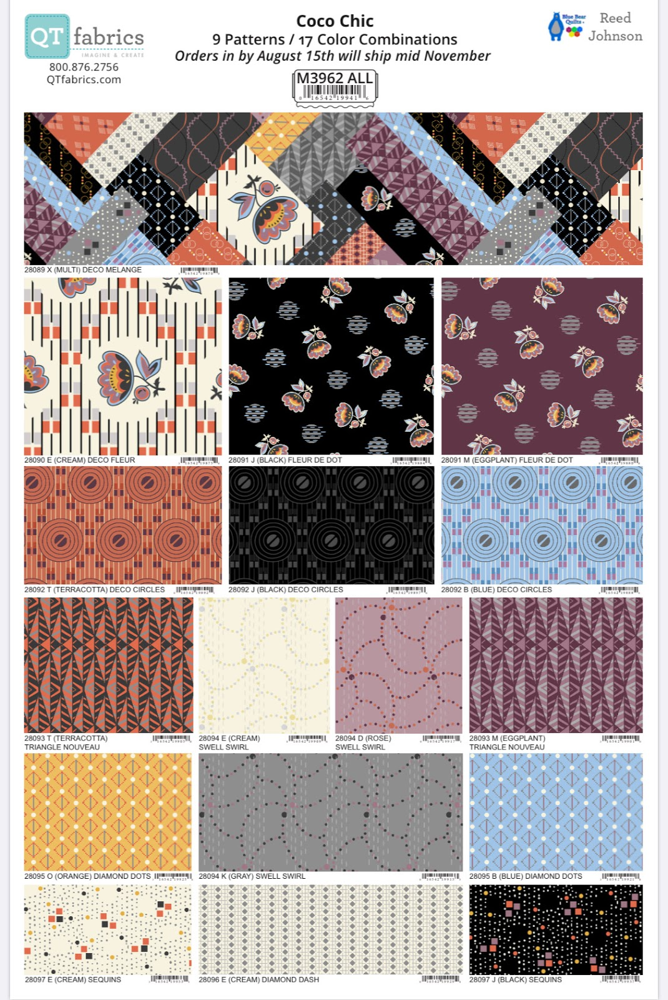 QT fabrics
IMAGINE & CREATE
800.876.2756
QTfabrics.com
Coco Chic
9 Patterns / 17 Color Combinations
Orders in by August 15th will ship mid November
M3962 ALL
0 16542 19941 6
Blue Bear
Quilts
Reed
Johnson
28089 X (MULTI) DECO MELANGE
28090 E (CREAM) DECO FLEUR
28091 J (BLACK) FLEUR DE DOT
28091 M (EGGPLANT) FLEUR DE DOT
28092 T (TERRACOTTA) DECO CIRCLES
28092 J (BLACK) DECO CIRCLES
28092 B (BLUE) DECO CIRCLES
28093 T (TERRACOTTA)
TRIANGLE NOUVEAU
28094 E (CREAM)
SWELL SWIRL
28094 D (ROSE)
SWELL SWIRL
28093 M (EGGPLANT)
TRIANGLE NOUVEAU
28095 O (ORANGE) DIAMOND DOTS
28094 K (GRAY) SWELL SWIRL
28095 B (BLUE) DIAMOND DOTS
28097 E (CREAM) SEQUINS
28096 E (CREAM) DIAMOND DASH
28097 J (BLACK) SEQUINS